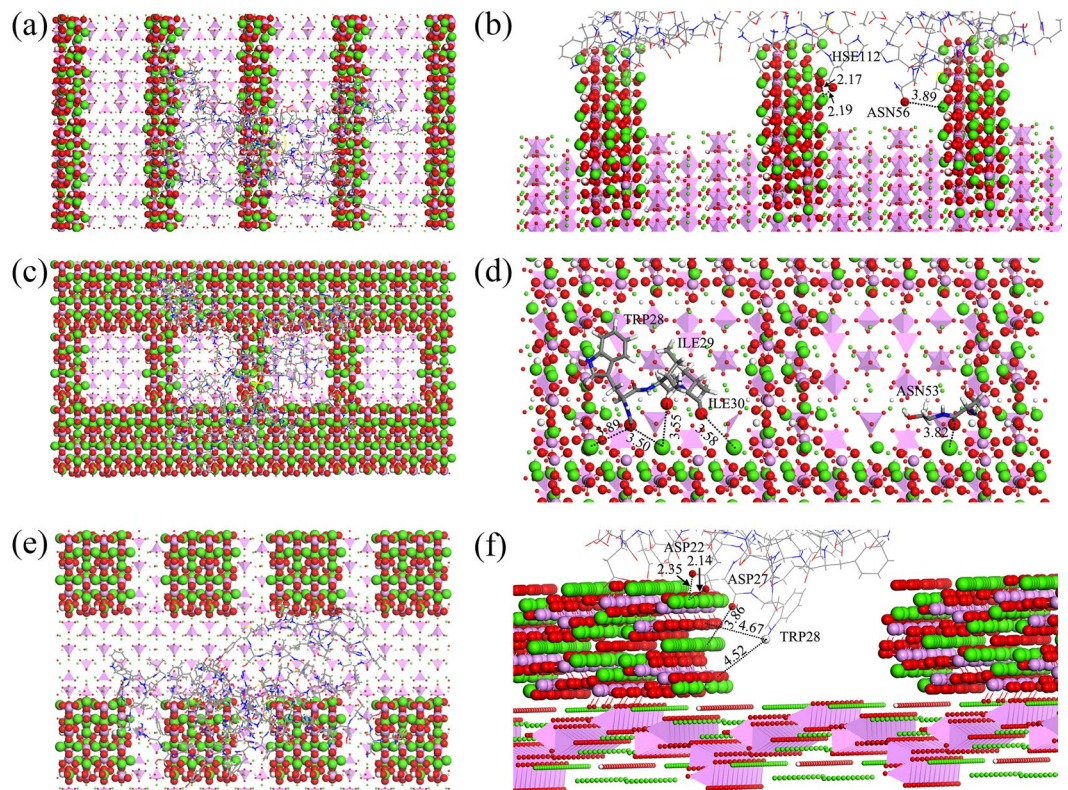 (a)
(b)
HSE112
2.17
2.19
3.89
ASN56
(c)
(d)
TRP28
ILE29
ILE30
ASN53
3.89
3.50
3.55
3.58
3.82
(e)
(f)
ASP22
2.35
2.14
ASP27
3.86
4.67
TRP28
4.52